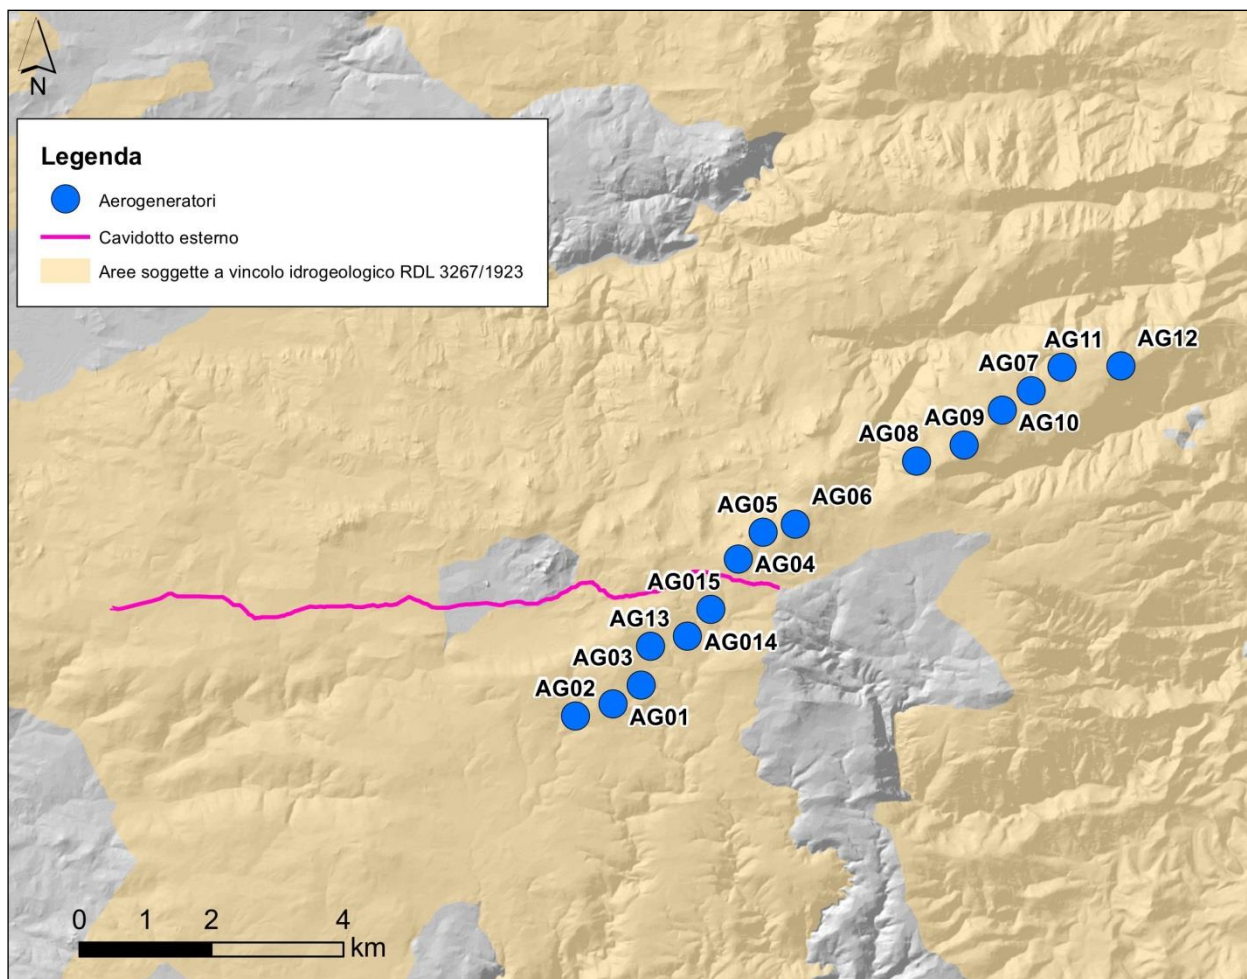 N
Legenda
Aerogeneratori
Cavidotto esterno
Aree soggette a vincolo idrogeologico RDL 3267/1923
AG11
AG12
AG07
AG10
AG09
AG08
AG06
AG05
AG04
AG015
AG13
AG014
AG03
AG02
AG01
0 1 2 4
km